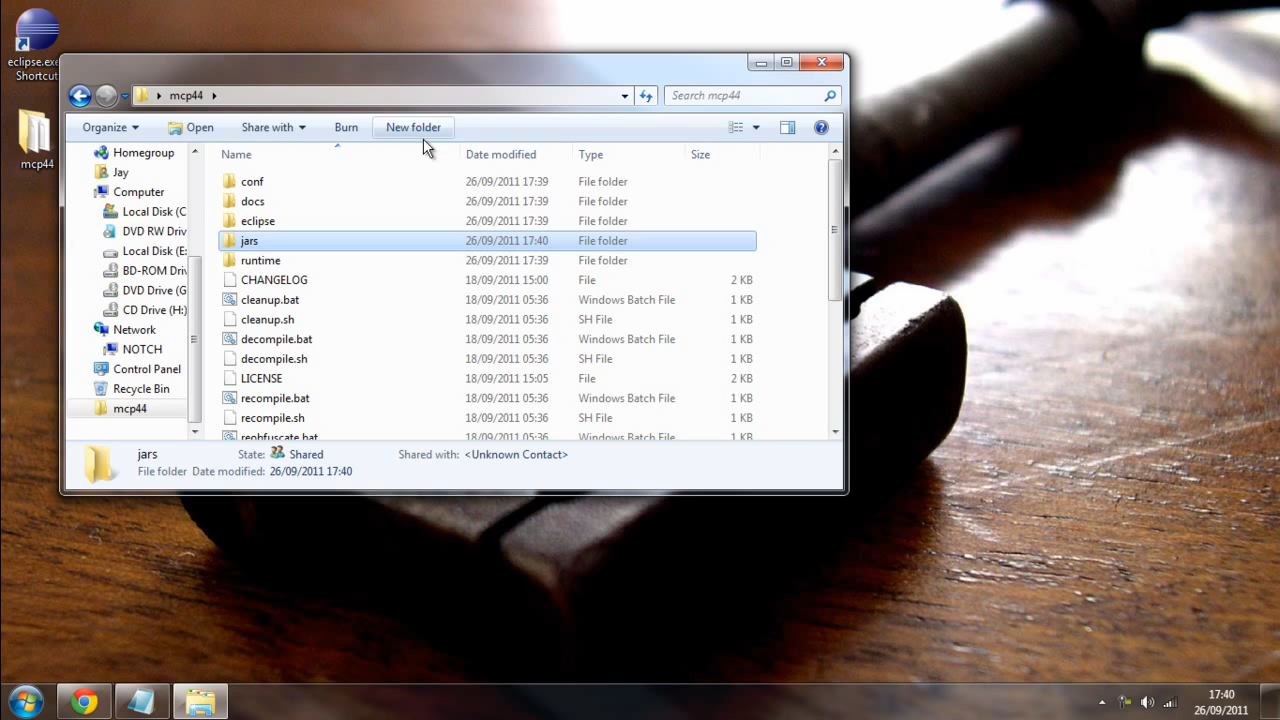 eclipse.exe
Shortcut
mcp44
mcp44
Search mcp44
Organize Open Share with Burn New folder
Name Date modified Type Size
Homegroup
Jay
Computer
Local Disk (C
DVD RW Driv
Local Disk (E:
BD-ROM Driv
DVD Drive (G
CD Drive (H:)
Network
NOTCH
Control Panel
Recycle Bin
mcp44
conf 26/09/2011 17:39 File folder
docs 26/09/2011 17:39 File folder
eclipse 26/09/2011 17:39 File folder
jars 26/09/2011 17:40 File folder
runtime 26/09/2011 17:39 File folder
CHANGELOG 18/09/2011 15:00 File 2 KB
cleanup.bat 18/09/2011 05:36 Windows Batch File 1 KB
cleanup.sh 18/09/2011 05:36 SH File 1 KB
decompile.bat 18/09/2011 05:36 Windows Batch File 1 KB
decompile.sh 18/09/2011 05:36 SH File 1 KB
LICENSE 18/09/2011 15:05 File 2 KB
recompile.bat 18/09/2011 05:36 Windows Batch File 1 KB
recompile.sh 18/09/2011 05:36 SH File 1 KB
reobfuscate.bat 18/09/2011 05:36 Windows Batch File 1 KB
jars State: Shared Shared with: <Unknown Contact>
File folder Date modified: 26/09/2011 17:40
17:40
26/09/2011